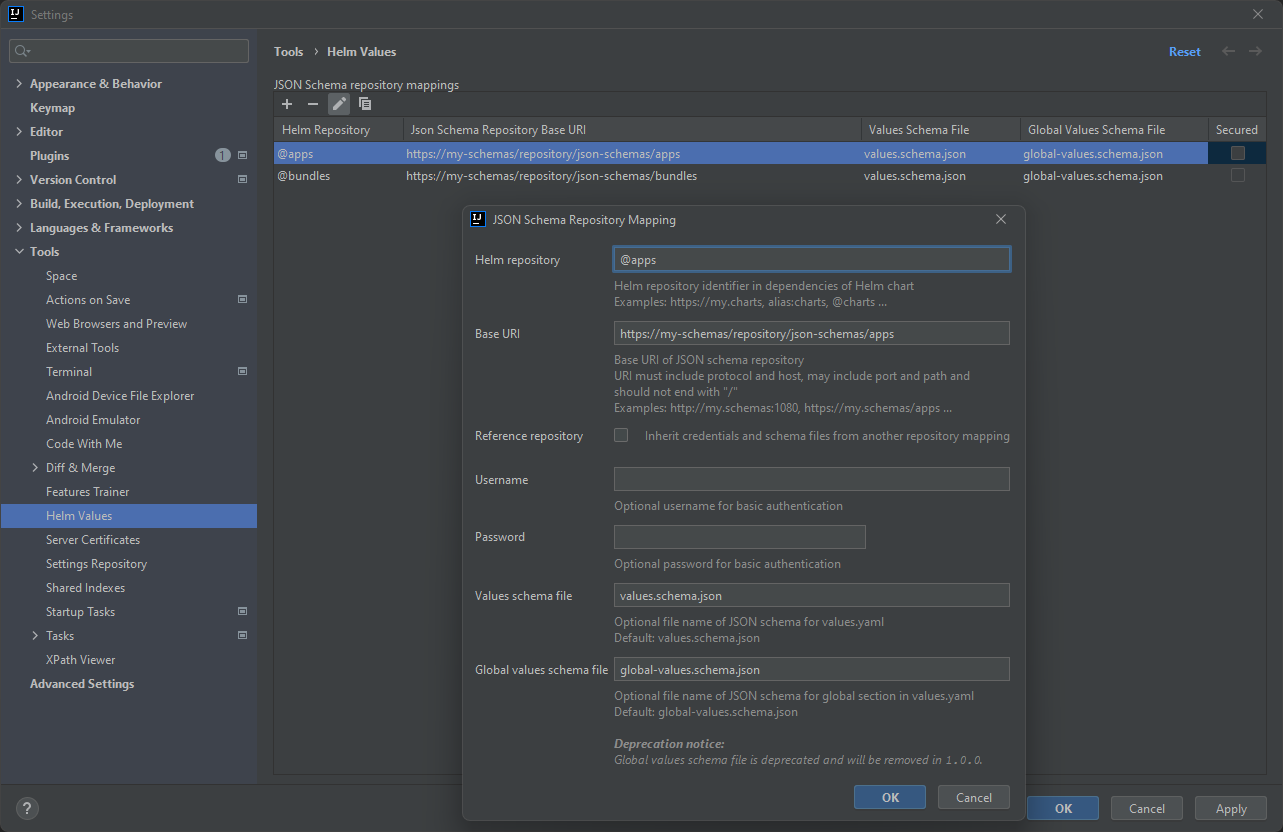 IJ Settings
Tools › Helm Values Reset
JSON Schema repository mappings
Appearance & Behavior
Keymap
Editor
Plugins 1
Version Control
Build, Execution, Deployment
Languages & Frameworks
Tools
Space
Actions on Save
Web Browsers and Preview
External Tools
Terminal
Android Device File Explorer
Android Emulator
Code With Me
Diff & Merge
Features Trainer
Helm Values
Server Certificates
Settings Repository
Shared Indexes
Startup Tasks
Tasks
XPath Viewer
Advanced Settings
Helm Repository Json Schema Repository Base URI Values Schema File Global Values Schema File Secured
@apps https://my-schemas/repository/json-schemas/apps values.schema.json global-values.schema.json
@bundles https://my-schemas/repository/json-schemas/bundles values.schema.json global-values.schema.json
IJ JSON Schema Repository Mapping
Helm repository @apps
Helm repository identifier in dependencies of Helm chart
Examples: https://my.charts, alias:charts, @charts ...
Base URI https://my-schemas/repository/json-schemas/apps
Base URI of JSON schema repository
URI must include protocol and host, may include port and path and
should not end with "/"
Examples: http://my.schemas:1080, https://my.schemas/apps ...
Reference repository Inherit credentials and schema files from another repository mapping
Username
Optional username for basic authentication
Password
Optional password for basic authentication
Values schema file values.schema.json
Optional file name of JSON schema for values.yaml
Default: values.schema.json
Global values schema file global-values.schema.json
Optional file name of JSON schema for global section in values.yaml
Default: global-values.schema.json
Deprecation notice:
Global values schema file is deprecated and will be removed in 1.0.0.
OK Cancel
? OK Cancel Apply